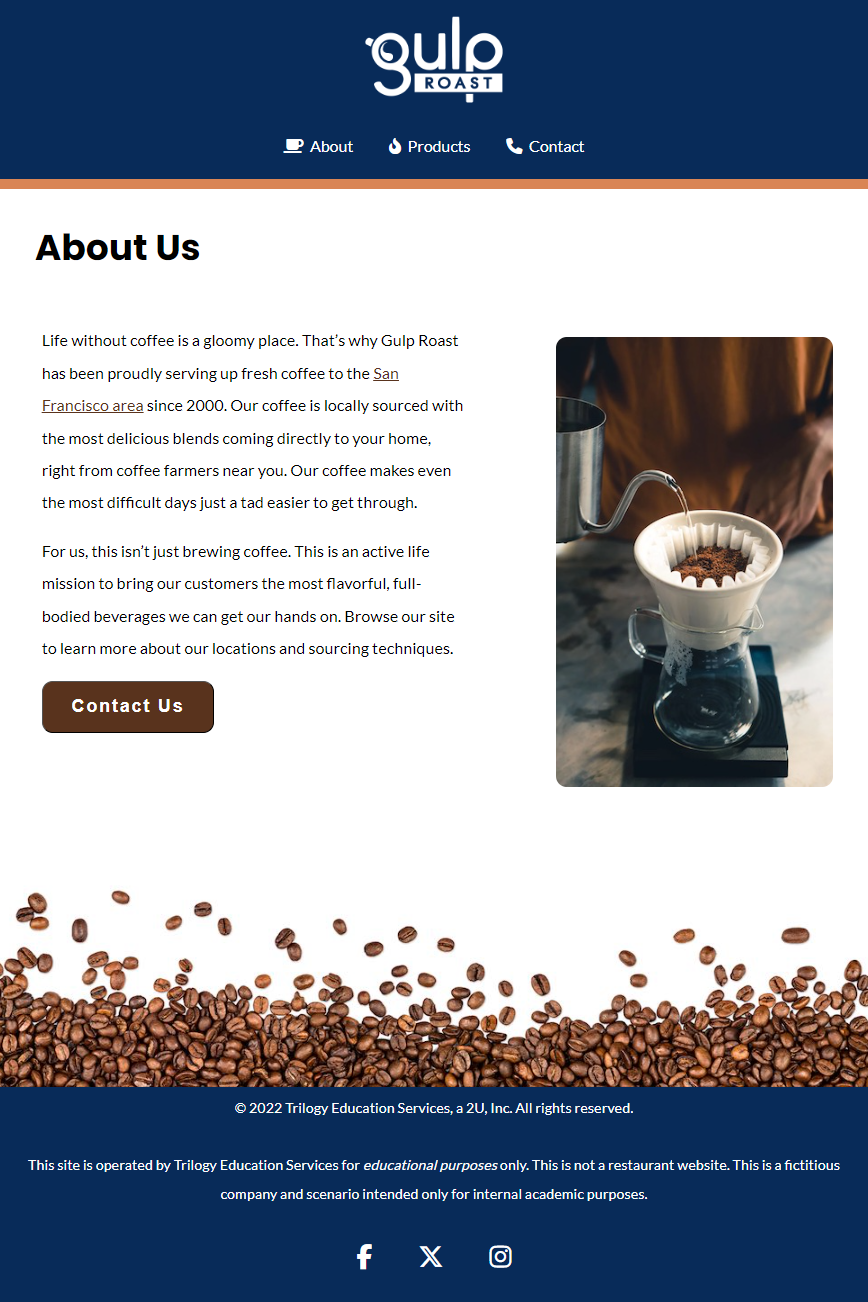 gulp
ROAST
About Products Contact
About Us
Life without coffee is a gloomy place. That’s why Gulp Roast
has been proudly serving up fresh coffee to the San
Francisco area since 2000. Our coffee is locally sourced with
the most delicious blends coming directly to your home,
right from coffee farmers near you. Our coffee makes even
the most difficult days just a tad easier to get through.
For us, this isn’t just brewing coffee. This is an active life
mission to bring our customers the most flavorful, full-
bodied beverages we can get our hands on. Browse our site
to learn more about our locations and sourcing techniques.
Contact Us
© 2022 Trilogy Education Services, a 2U, Inc. All rights reserved.
This site is operated by Trilogy Education Services for educational purposes only. This is not a restaurant website. This is a fictitious
company and scenario intended only for internal academic purposes.